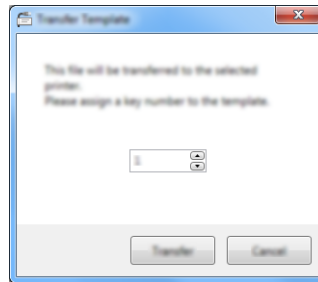 Transfer Template
This file will be transferred to the selected
printer.
Please assign a key number to the template.
1
Transfer
Cancel